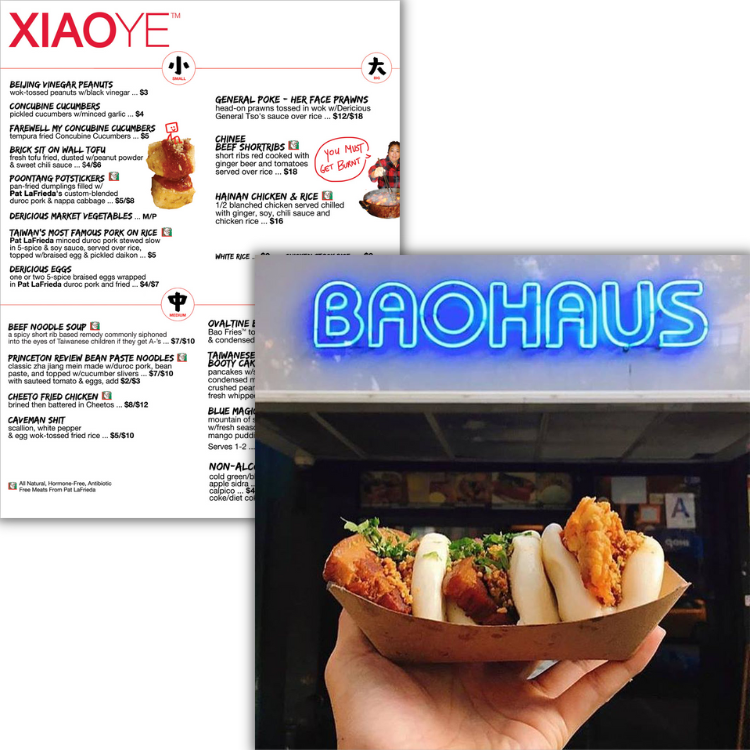 XIAOYE™
小
SMALL
大
BIG
BEIJING VINEGAR PEANUTS
wok-tossed peanuts w/black vinegar ... $3
CONCUBINE CUCUMBERS
pickled cucumbers w/minced garlic ... $4
FAREWELL MY CONCUBINE CUCUMBERS
tempura fried Concubine Cucumbers ... $5
BRICK SIT ON WALL TOFU
fresh tofu fried, dusted w/peanut powder
& sweet chili sauce ... $4/$6
POONTANG POTSTICKERS
pan-fried dumplings filled w/
Pat LaFrieda's custom-blended
duroc pork & nappa cabbage ... $5/$8
DERICIOUS MARKET VEGETABLES ... M/P
TAIWAN'S MOST FAMOUS PORK ON RICE
Pat LaFrieda minced duroc pork stewed slow
in 5-spice & soy sauce, served over rice,
topped w/braised egg & pickled daikon ... $5
DERICIOUS EGGS
one or two 5-spice braised eggs wrapped
in Pat LaFrieda duroc pork and fried ... $4/$7
GENERAL POKE - HER FACE PRAWNS
head-on prawns tossed in wok w/Dericious
General Tso's sauce over rice ... $12/$18
CHINEE
BEEF SHORTRIBS
short ribs red cooked with
ginger beer and tomatoes
served over rice ... $18
YOU MUST
GET BURNT
HAINAN CHICKEN & RICE
1/2 blanched chicken served chilled
with ginger, soy, chili sauce and
chicken rice ... $16
WHITE RICE
中
MEDIUM
BEEF NOODLE SOUP
a spicy short rib based remedy commonly siphoned
into the eyes of Taiwanese children if they get A-'s ... $7/$10
PRINCETON REVIEW BEAN PASTE NOODLES
classic zha jiang mein made w/duroc pork, bean
paste, and topped w/cucumber slivers ... $7/$10
with sauteed tomato & eggs, add $2/$3
CHEETO FRIED CHICKEN
brined then battered in Cheetos ... $8/$12
CAVEMAN SHIT
scallion, white pepper
& egg wok-tossed fried rice ... $5/$10
All Natural, Hormone-Free, Antibiotic
Free Meats From Pat LaFrieda
OVALTINE
Bao Fries™
& condensed
TAIWANESE
BOOTY
pancakes
condensed
crushed
fresh
BLUE
mountain of
w/fresh
mango
Serves 1-2 ...
cold
apple sidra
calpico ...
coke/diet
BAOHAUS
A